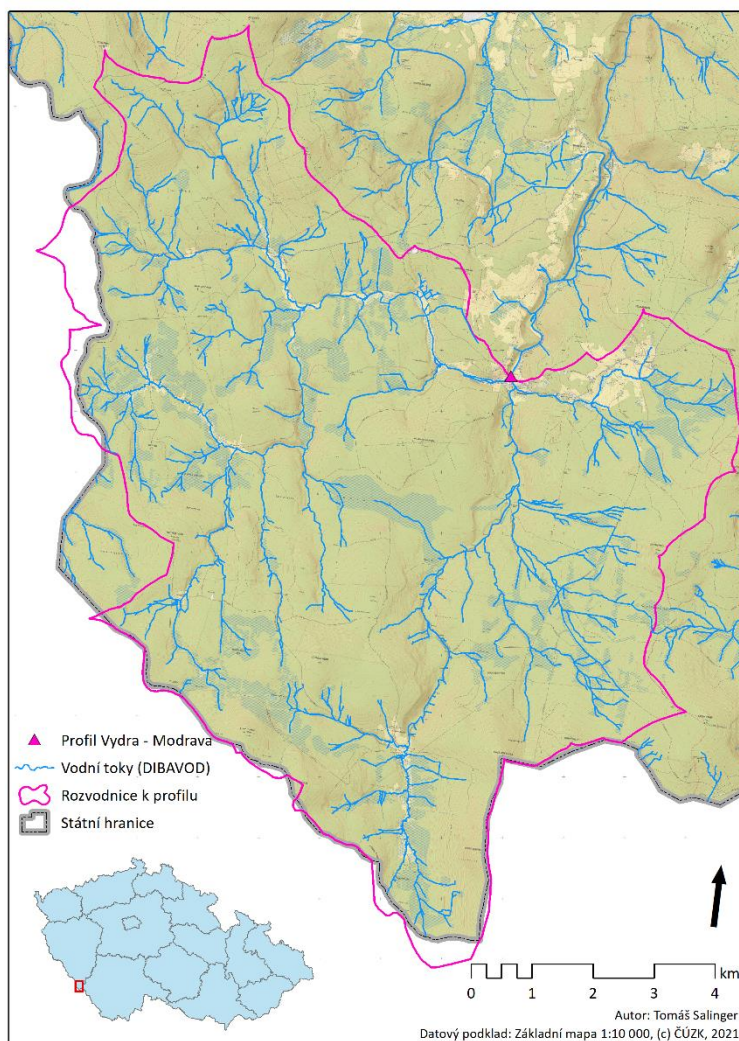 Profil Vydra - Modrava
Vodní toky (DIBAVOD)
Rozvodnice k profilu
Státní hranice
km
0 1 2 3 4
Autor: Tomáš Salinger
Datový podklad: Základní mapa 1:10 000, (c) ČÚZK, 2021